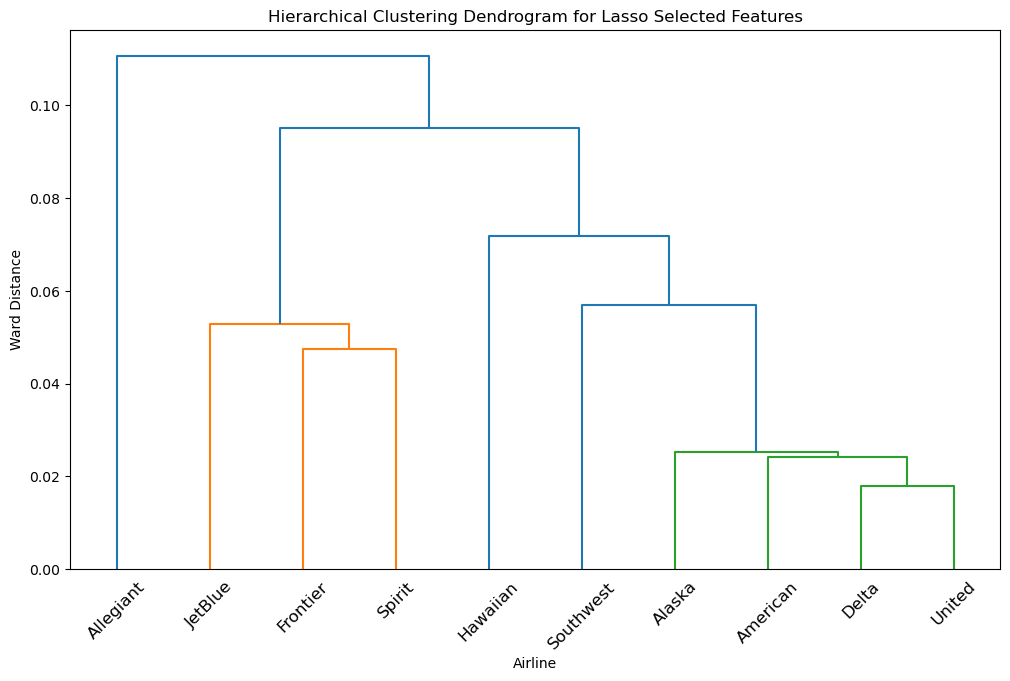 Hierarchical Clustering Dendrogram for Lasso Selected Features
Ward Distance
0.10
0.08
0.06
0.04
0.02
0.00
Allegiant
JetBlue
Frontier
Spirit
Hawaiian
Southwest
Alaska
American
Delta
United
Airline